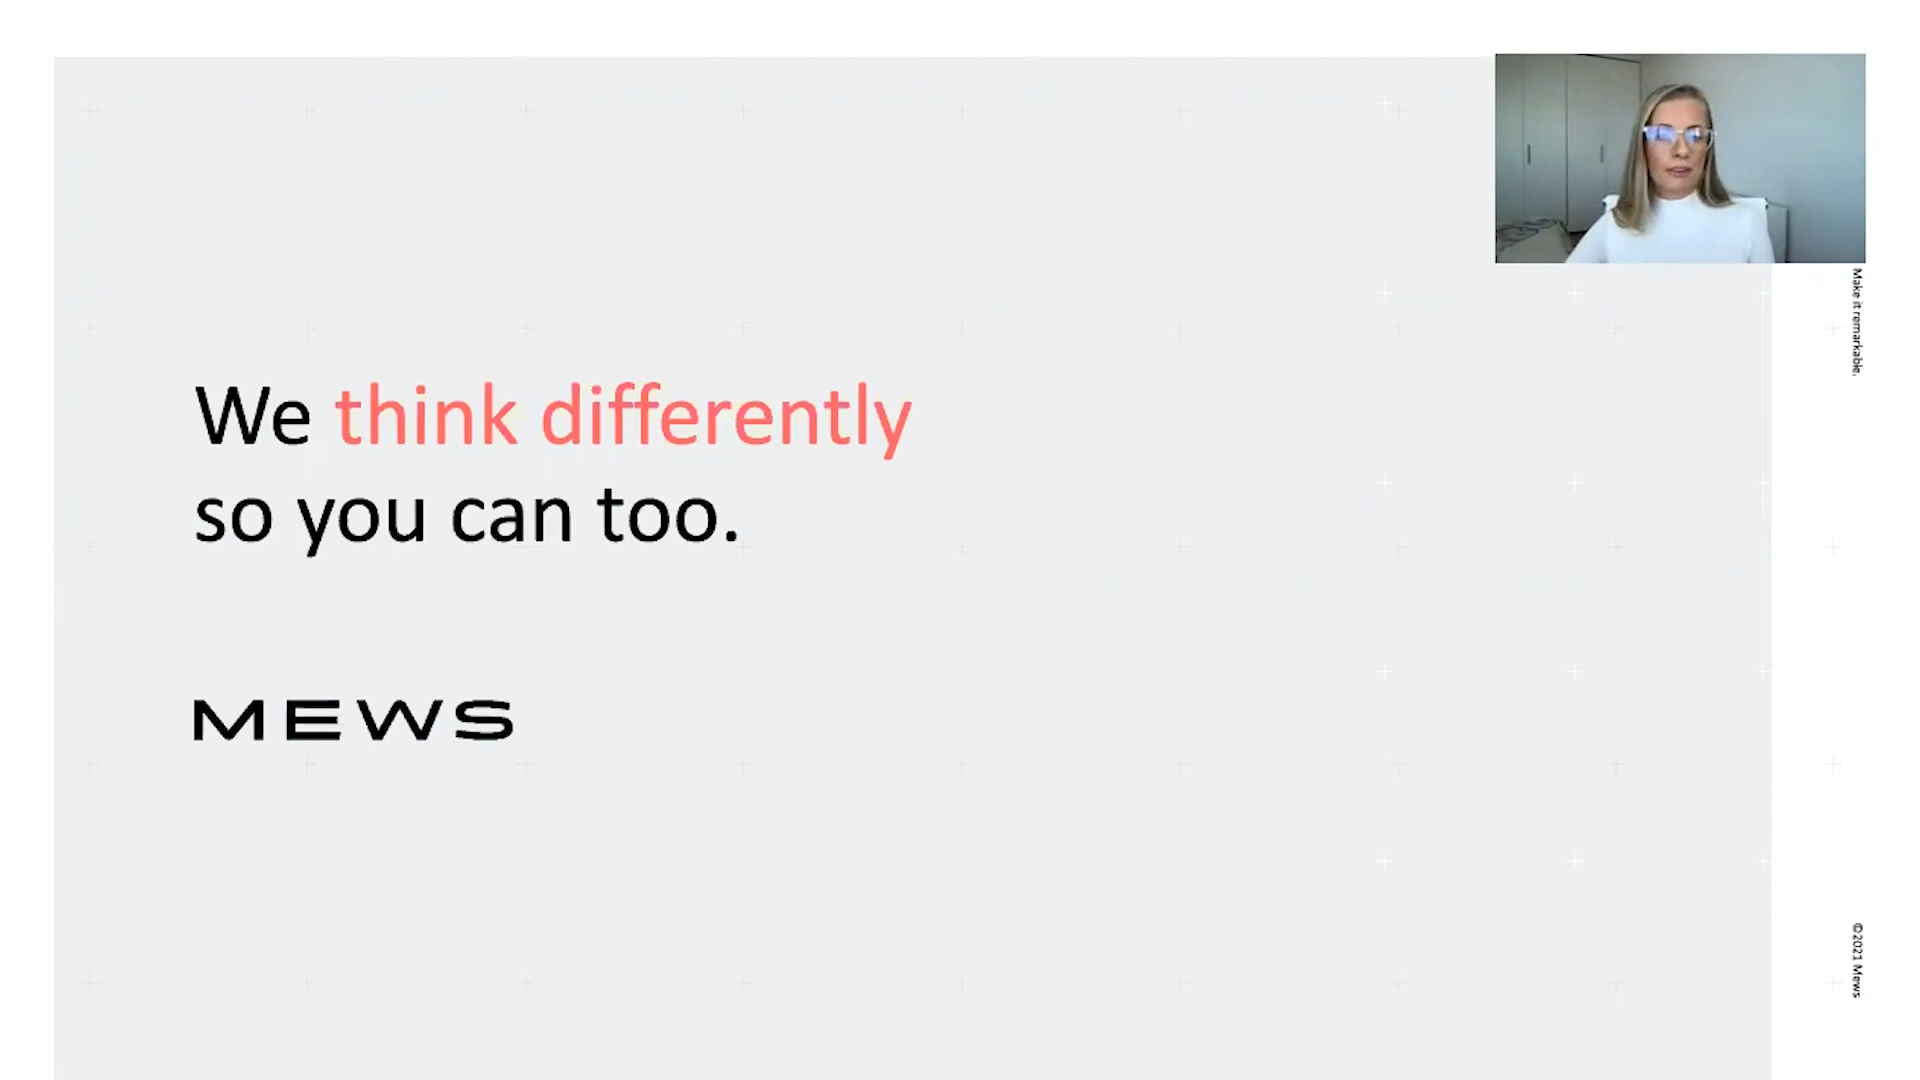 We think differently
so you can too.
MEWS
Make it remarkable.
©2021 Mews